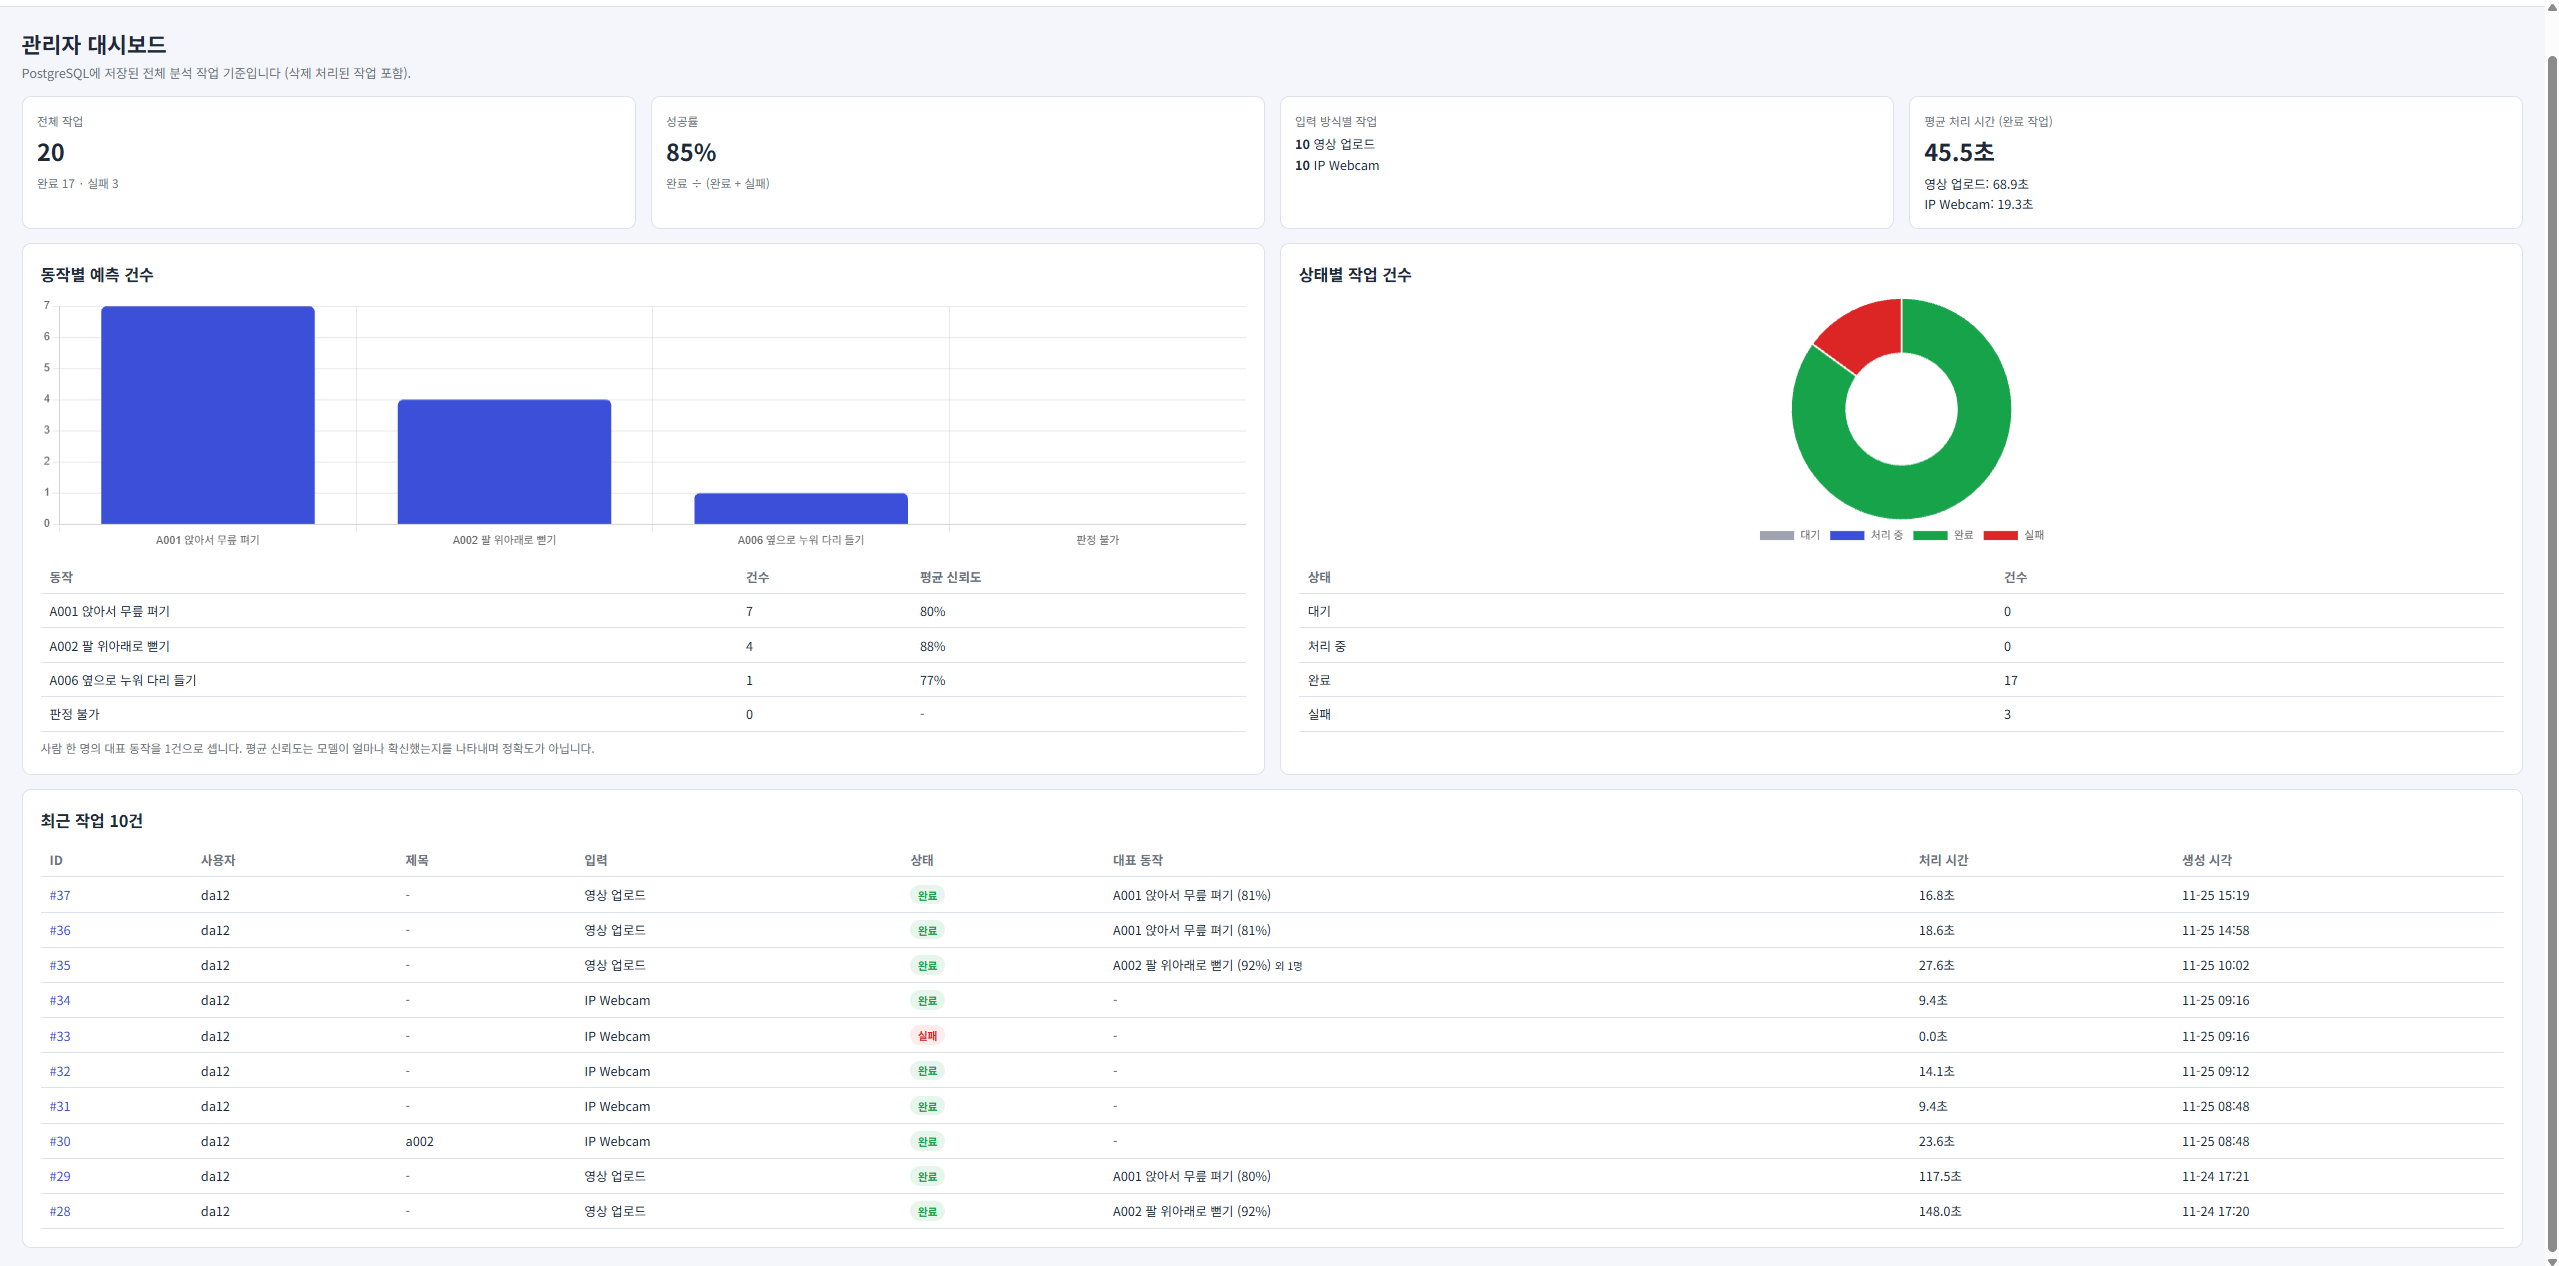 관리자 대시보드
PostgreSQL에 저장된 전체 분석 작업 기준입니다 (삭제 처리된 작업 포함).
전체 작업
20
완료 17 · 실패 3
성공률
85%
완료 ÷ (완료 + 실패)
입력 방식별 작업
10 영상 업로드
10 IP Webcam
평균 처리 시간 (완료 작업)
45.5초
영상 업로드: 68.9초
IP Webcam: 19.3초
동작별 예측 건수
7
6
5
4
3
2
1
0
A001 앉아서 무릎 펴기 A002 팔 위아래로 뻗기 A006 옆으로 누워 다리 들기 판정 불가
동작 건수 평균 신뢰도
A001 앉아서 무릎 펴기 7 80%
A002 팔 위아래로 뻗기 4 88%
A006 옆으로 누워 다리 들기 1 77%
판정 불가 0 -
사람 한 명의 대표 동작을 1건으로 셉니다. 평균 신뢰도는 모델이 얼마나 확신했는지를 나타내며 정확도가 아닙니다.
상태별 작업 건수
대기 처리 중 완료 실패
상태 건수
대기 0
처리 중 0
완료 17
실패 3
최근 작업 10건
ID 사용자 제목 입력 상태 대표 동작 처리 시간 생성 시각
#37 da12 - 영상 업로드 완료 A001 앉아서 무릎 펴기 (81%) 16.8초 11-25 15:19
#36 da12 - 영상 업로드 완료 A001 앉아서 무릎 펴기 (81%) 18.6초 11-25 14:58
#35 da12 - 영상 업로드 완료 A002 팔 위아래로 뻗기 (92%) 외 1명 27.6초 11-25 10:02
#34 da12 - IP Webcam 완료 - 9.4초 11-25 09:16
#33 da12 - IP Webcam 실패 - 0.0초 11-25 09:16
#32 da12 - IP Webcam 완료 - 14.1초 11-25 09:12
#31 da12 - IP Webcam 완료 - 9.4초 11-25 08:48
#30 da12 a002 IP Webcam 완료 - 23.6초 11-25 08:48
#29 da12 - 영상 업로드 완료 A001 앉아서 무릎 펴기 (80%) 117.5초 11-24 17:21
#28 da12 - 영상 업로드 완료 A002 팔 위아래로 뻗기 (92%) 148.0초 11-24 17:20